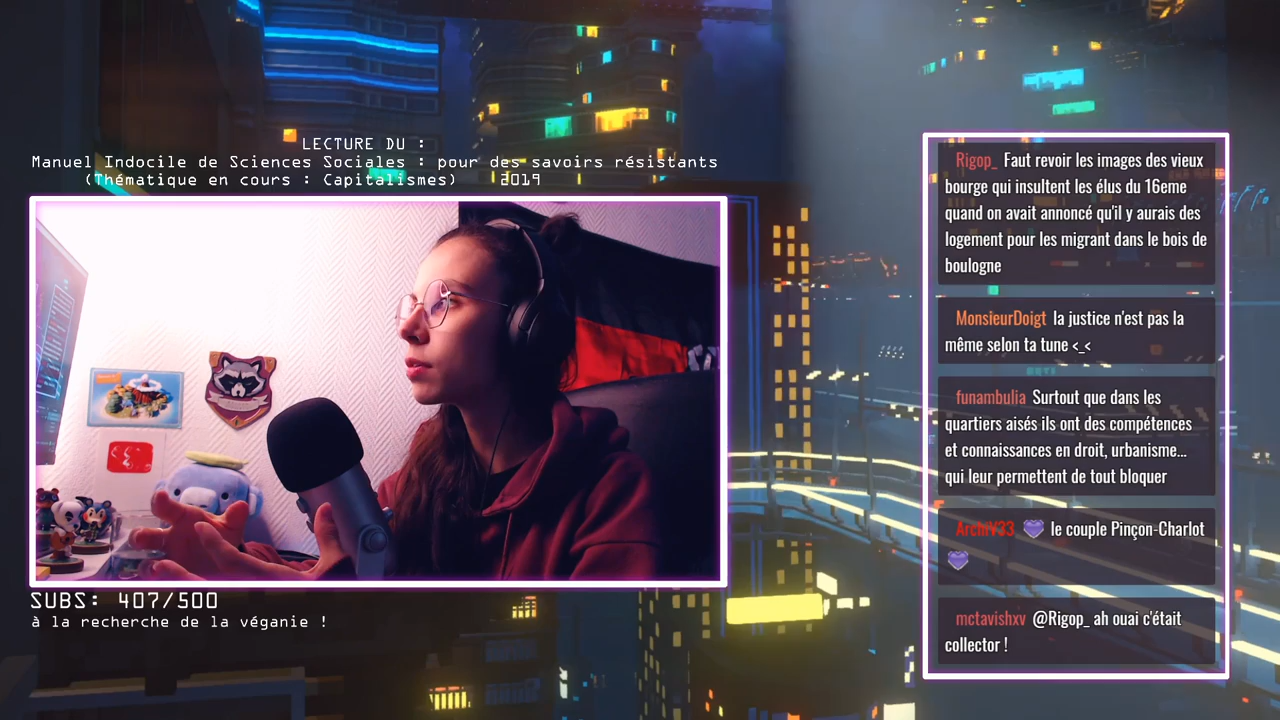 LECTURE DU :
Manuel Indocile de Sciences Sociales : pour des savoirs résistants
(Thématique en cours : Capitalismes) 2019
SUBS: 407/500
à la recherche de la véganie !
Rigop_ Faut revoir les images des vieux
bourge qui insultent les élus du 16eme
quand on avait annoncé qu'il y aurais des
logement pour les migrant dans le bois de
boulogne
MonsieurDoigt la justice n'est pas la
même selon ta tune <_<
funambulia Surtout que dans les
quartiers aisés ils ont des compétences
et connaissances en droit, urbanisme...
qui leur permettent de tout bloquer
ArchiV33 le couple Pinçon-Charlot
mctavishxv @Rigop_ ah ouai c'était
collector !